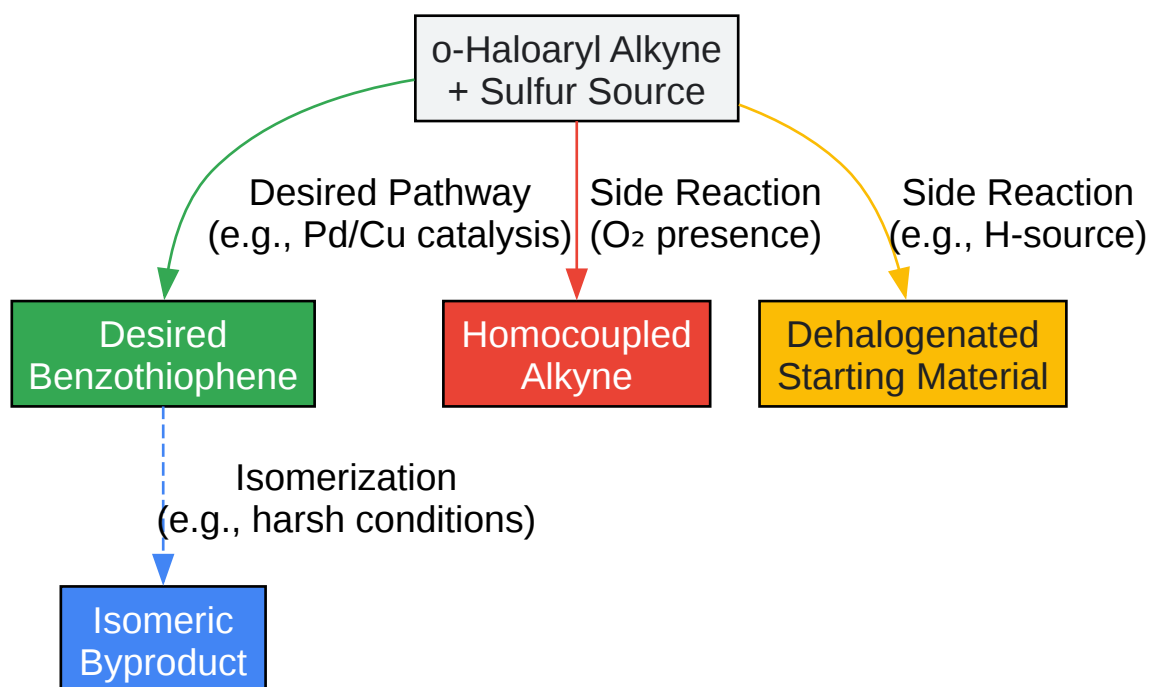 o-Haloaryl Alkyne
+ Sulfur Source
Desired Pathway
(e.g., Pd/Cu catalysis)
Side Reaction
(O₂ presence)
Side Reaction
(e.g., H-source)
Desired
Benzothiophene
Homocoupled
Alkyne
Dehalogenated
Starting Material
Isomerization
(e.g., harsh conditions)
Isomeric
Byproduct